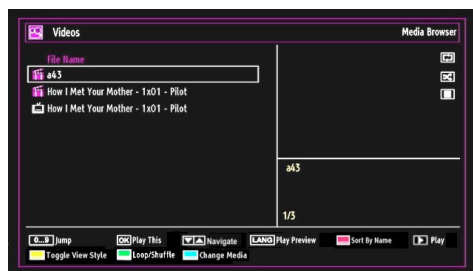 Videos Media Browser
File Name
a43
How I Met Your Mother - 1x01 - Pilot
How I Met Your Mother - 1x01 - Pilot
a43
1/3
0...9 Jump OK Play This Navigate LANG Play Preview Sort By Name Play
Toggle View Style Loop/Shuffle Change Media